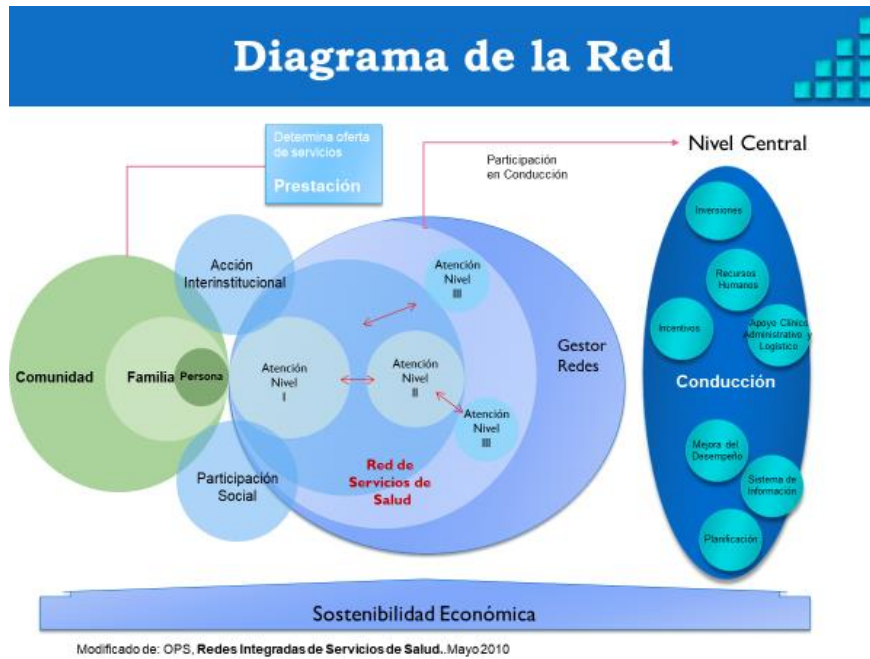 Diagrama de la Red
Determina oferta
de servicios
Prestación
Participación
en Conducción
Nivel Central
Acción
Interinstitucional
Comunidad
Familia
Persona
Participación
Social
Atención
Nivel
I
Atención
Nivel
II
Atención
Nivel
III
Atención
Nivel
III
Red de
Servicios de
Salud
Gestor
Redes
Inversiones
Recursos
Humanos
Incentivos
Apoyo Clínico
Administrativo y
Logístico
Conducción
Mejora del
Desempeño
Sistema de
Información
Planificación
Sostenibilidad Económica
Modificado de: OPS, Redes Integradas de Servicios de Salud..Mayo 2010